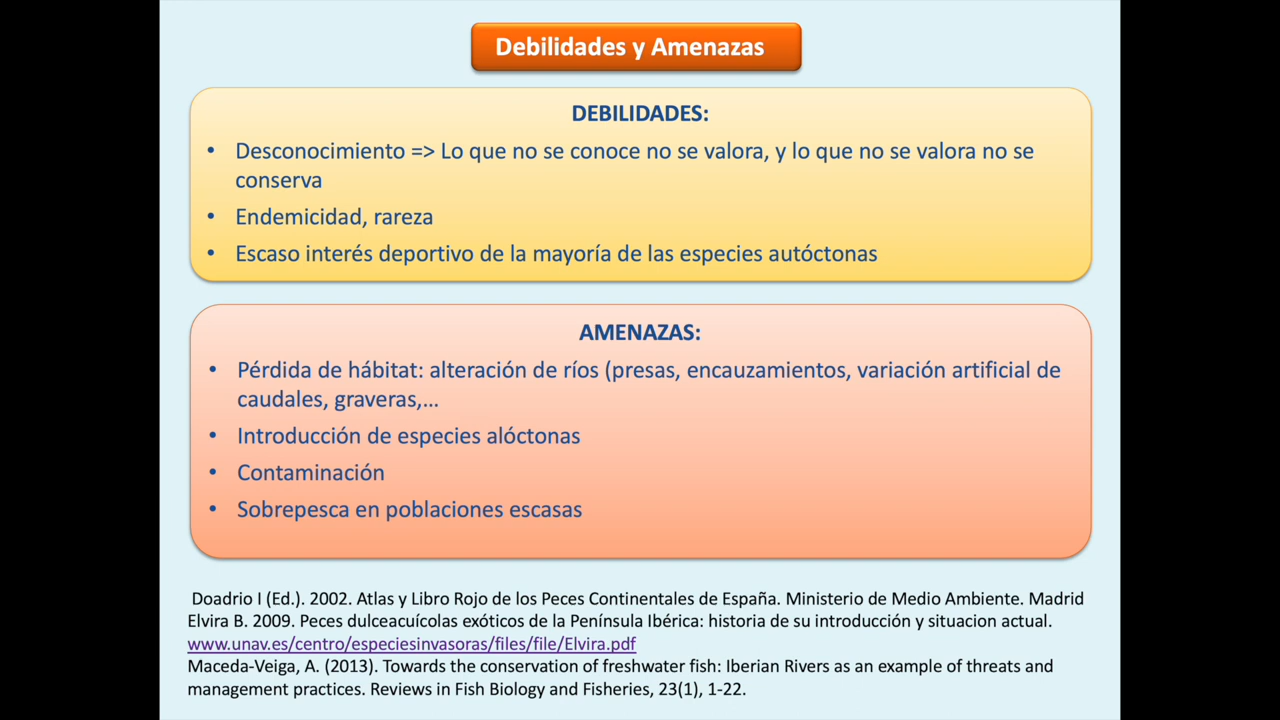 Debilidades y Amenazas
DEBILIDADES:
• Desconocimiento => Lo que no se conoce no se valora, y lo que no se valora no se
conserva
• Endemicidad, rareza
• Escaso interés deportivo de la mayoría de las especies autóctonas
AMENAZAS:
• Pérdida de hábitat: alteración de ríos (presas, encauzamientos, variación artificial de
caudales, graveras,...
• Introducción de especies alóctonas
• Contaminación
• Sobrepesca en poblaciones escasas
Doadrio I (Ed.). 2002. Atlas y Libro Rojo de los Peces Continentales de España. Ministerio de Medio Ambiente. Madrid
Elvira B. 2009. Peces dulceacuícolas exóticos de la Península Ibérica: historia de su introducción y situacion actual.
www.unav.es/centro/especiesinvasoras/files/file/Elvira.pdf
Maceda-Veiga, A. (2013). Towards the conservation of freshwater fish: Iberian Rivers as an example of threats and
management practices. Reviews in Fish Biology and Fisheries, 23(1), 1-22.